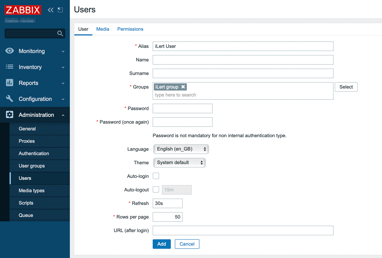 ZABBIX
Users
User Media Permissions
Monitoring
Inventory
Reports
Configuration
Administration
General
Proxies
Authentication
User groups
Users
Media types
Scripts
Queue
* Alias iLert User
Name
Surname
* Groups iLert group Select
type here to search
* Password
* Password (once again)
Password is not mandatory for non internal authentication type.
Language English (en_GB)
Theme System default
Auto-login
Auto-logout 15m
* Refresh 30s
* Rows per page 50
URL (after login)
Add Cancel